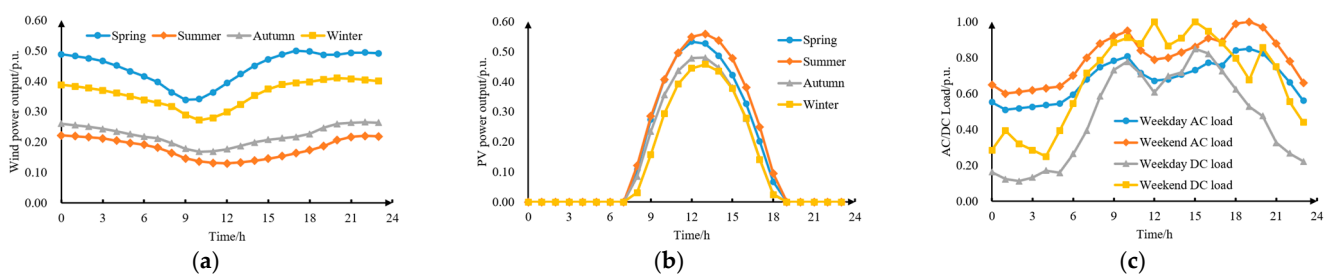 0.60
0.50
0.40
0.30
0.20
0.10
0.00
Wind power output/p.u.
Spring Summer Autumn Winter
0 3 6 9 12 15 18 21 24
Time/h
(a)
0.60
0.50
0.40
0.30
0.20
0.10
0.00
PV power output/p.u.
Spring
Summer
Autumn
Winter
0 3 6 9 12 15 18 21 24
Time/h
(b)
1.00
0.80
0.60
0.40
0.20
0.00
AC/DC Load/p.u.
Weekday AC load
Weekend AC load
Weekday DC load
Weekend DC load
0 3 6 9 12 15 18 21 24
Time/h
(c)